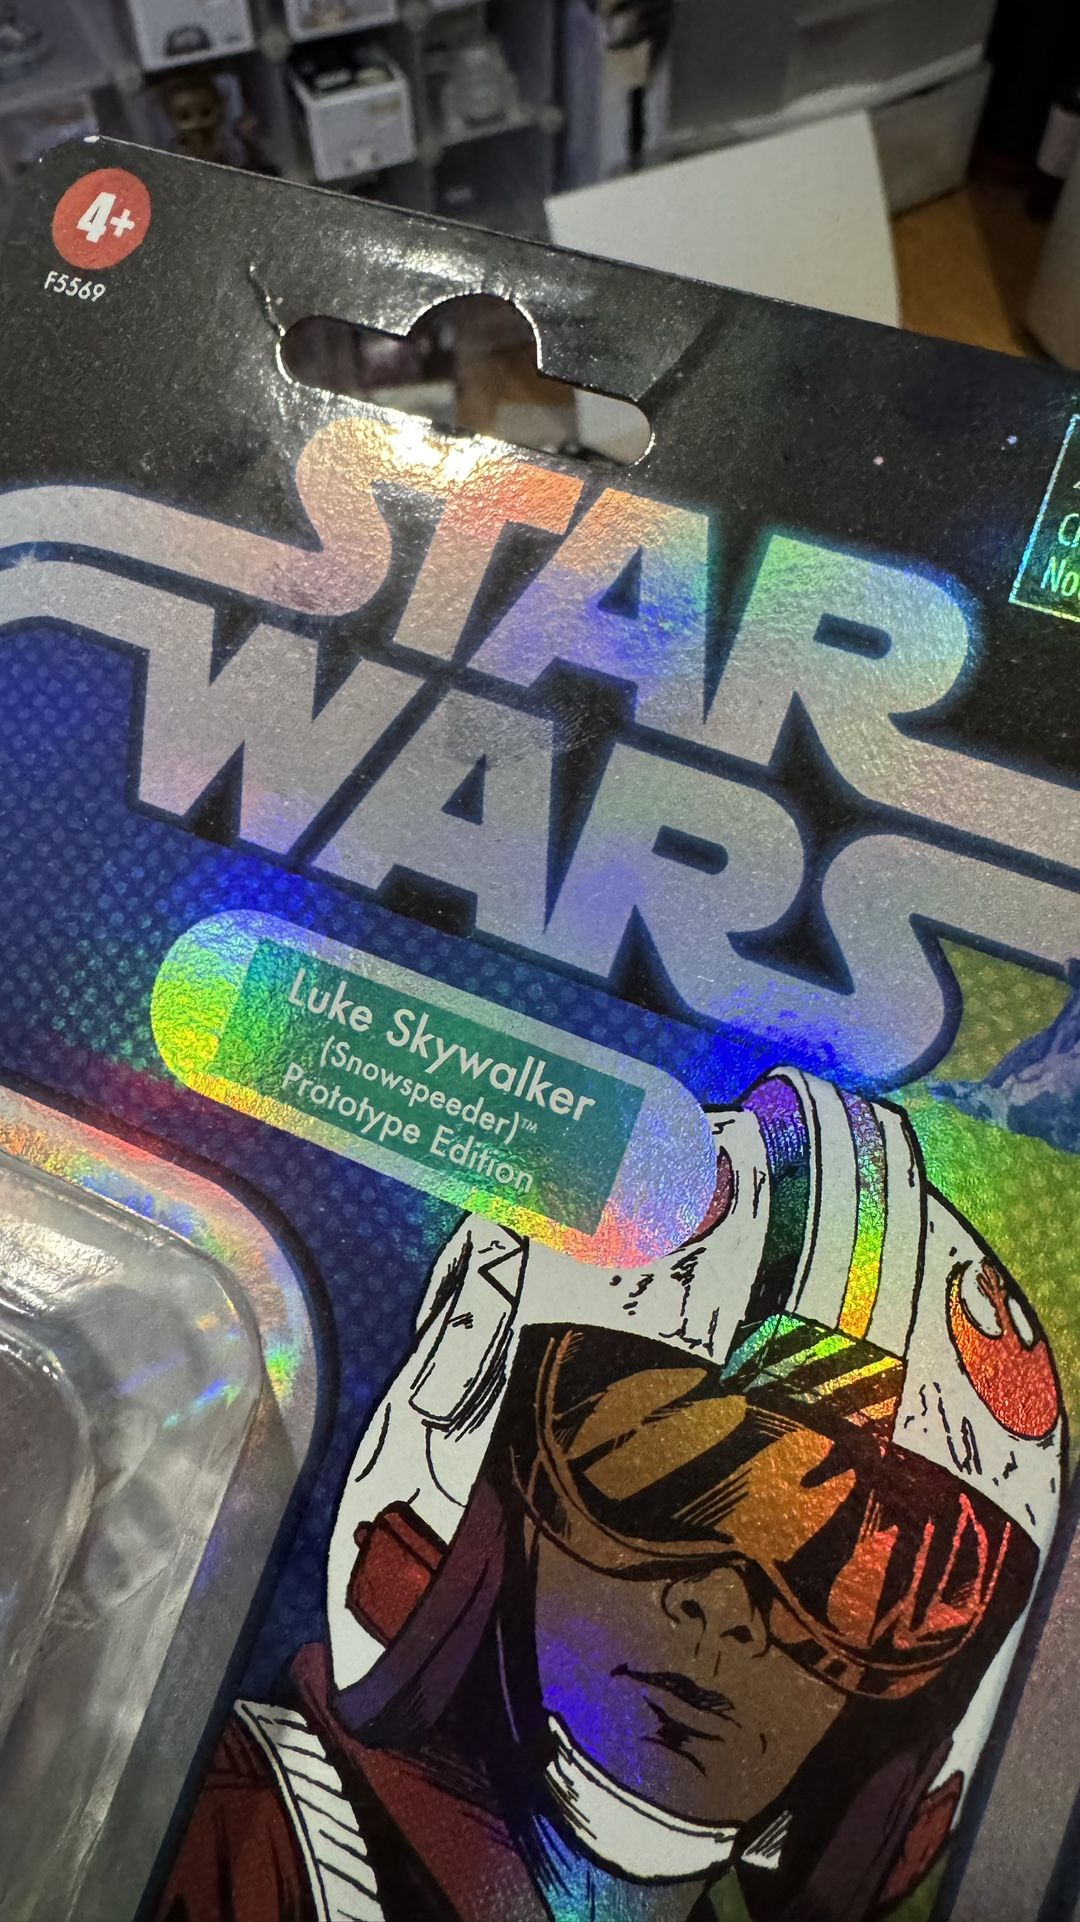 4+
F5569
STAR
WARS
Luke Skywalker
(Snowspeeder)™
Prototype Edition